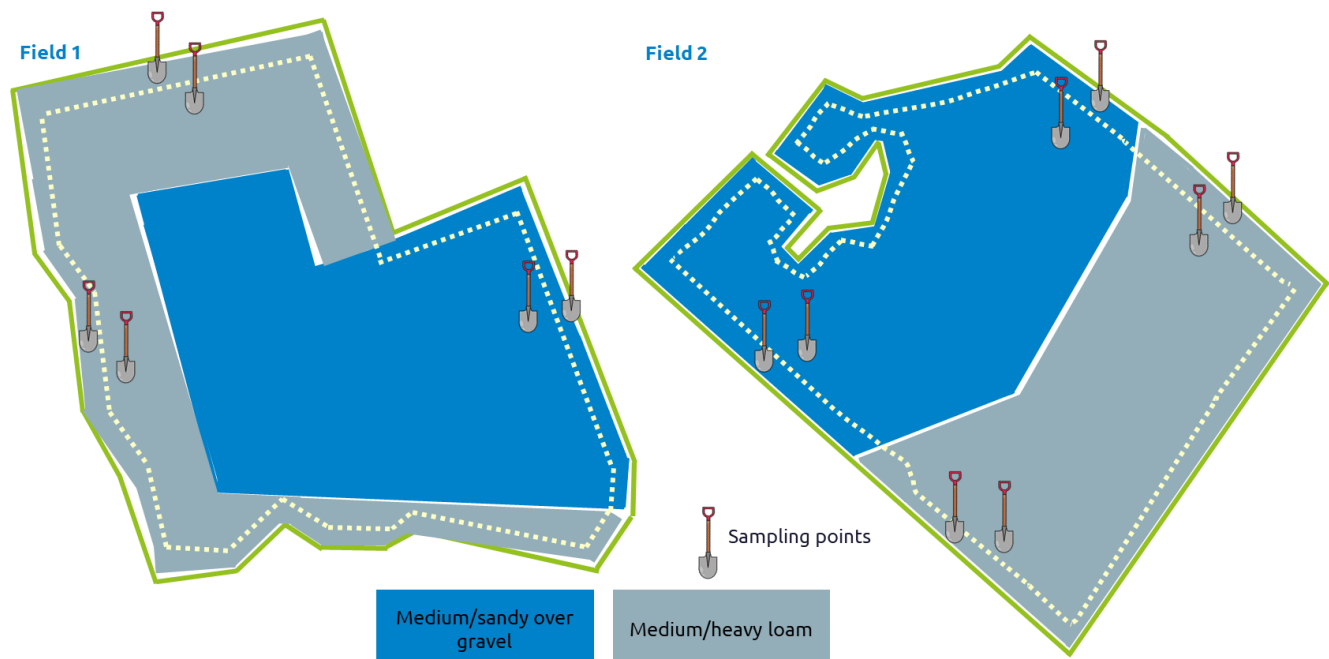 Field 1
Field 2
Sampling points
Medium/sandy over
gravel
Medium/heavy loam